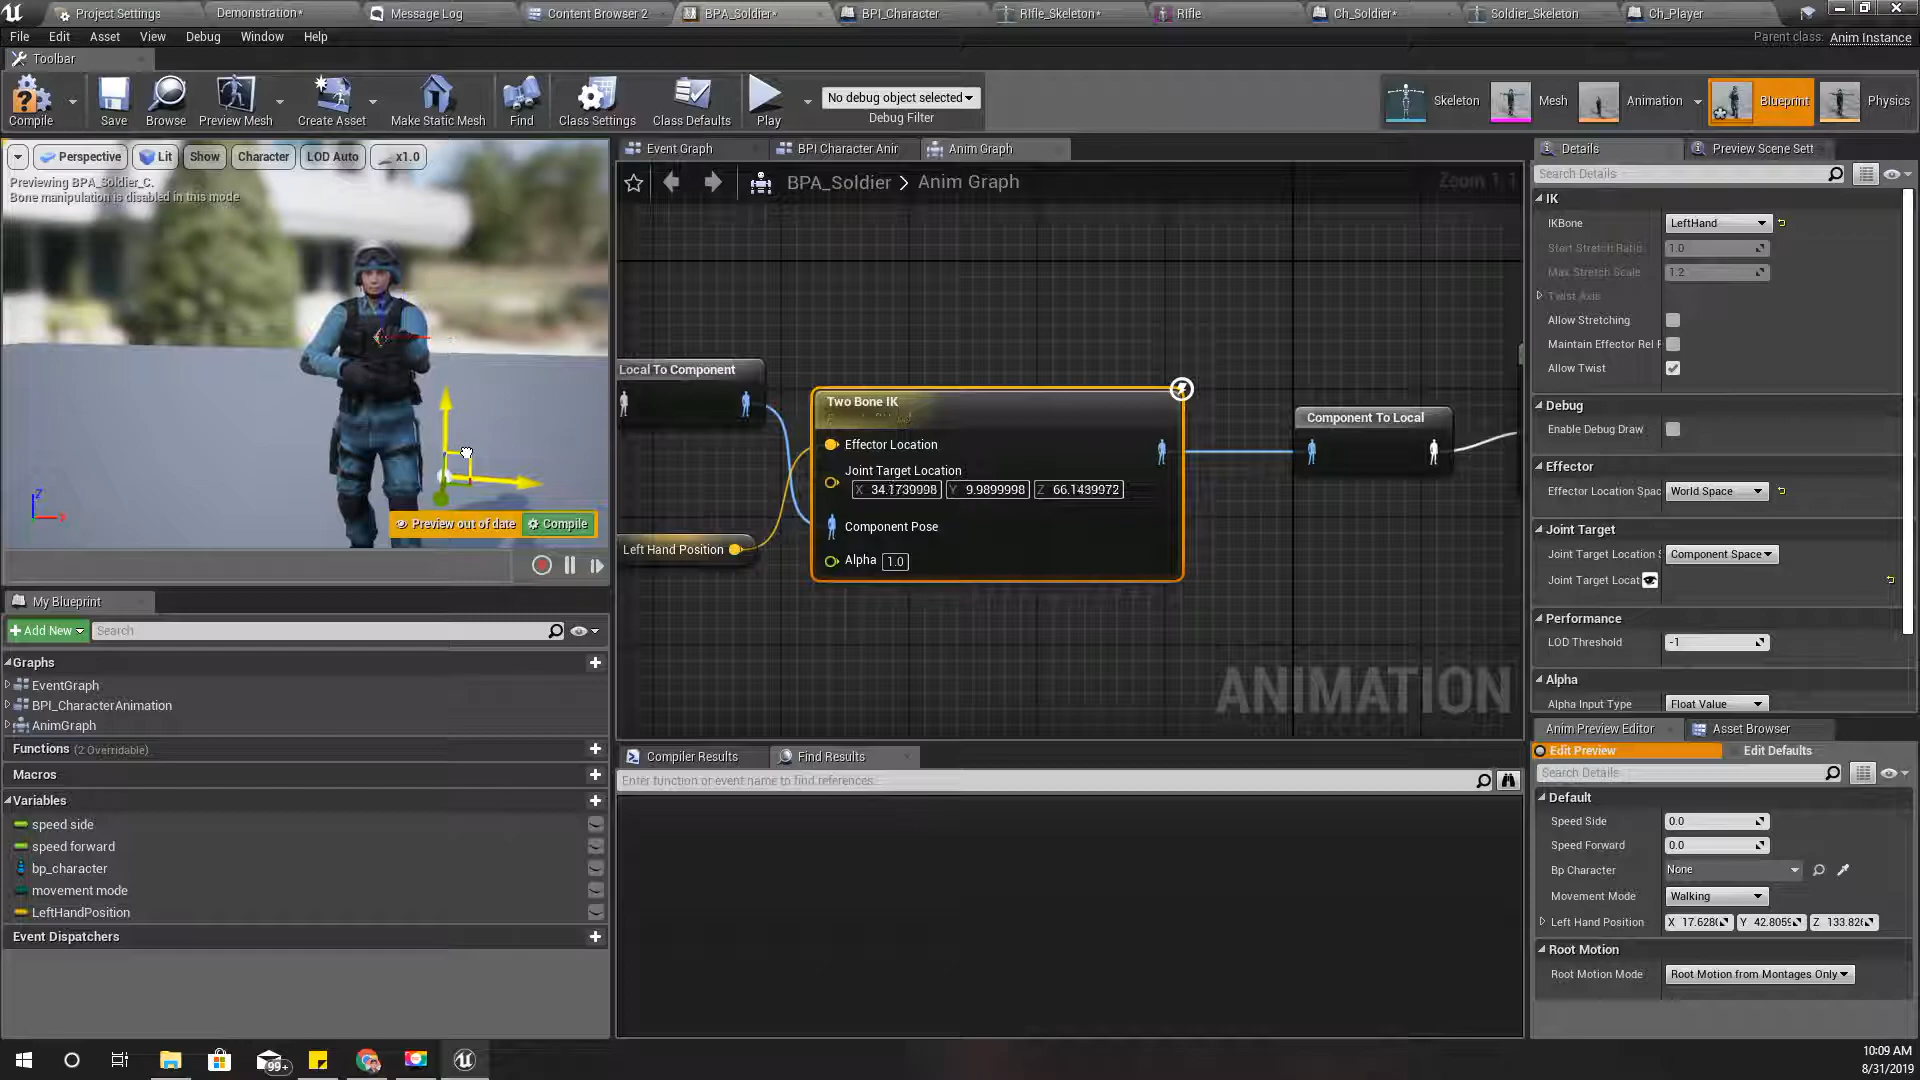 Project Settings
Demonstration*
Message Log
Content Browser 2
BPA_Soldier*
BPI_Character
RIfle_Skeleton*
RIfle
Ch_Soldier*
Soldier_Skeleton
Ch_Player
File Edit Asset View Debug Window Help
Parent class: Anim Instance
Toolbar
Compile
Save
Browse
Preview Mesh
Create Asset
Make Static Mesh
Find
Class Settings
Class Defaults
Play
No debug object selected
Debug Filter
Skeleton
Mesh
Animation
Blueprint
Physics
Perspective
Lit
Show
Character
LOD Auto
x1.0
Previewing BPA_Soldier_C.
Bone manipulation is disabled in this mode
Z
Preview out of date
Compile
Event Graph
BPI Character Anir
Anim Graph
BPA_Soldier > Anim Graph
Zoom 1:1
Local To Component
Left Hand Position
Two Bone IK
Effector Location
Joint Target Location
X 34.1739998 Y 9.9899998 Z 66.1439972
Component Pose
Alpha 1.0
Component To Local
ANIMATION
My Blueprint
Add New
Search
Graphs
EventGraph
BPI_CharacterAnimation
AnimGraph
Functions (2 Overridable)
Macros
Variables
speed side
speed forward
bp_character
movement mode
LeftHandPosition
Event Dispatchers
Compiler Results
Find Results
Enter function or event name to find references...
Details
Preview Scene Sett
Search Details
IK
IKBone LeftHand
Start Stretch Ratio 1.0
Max Stretch Scale 1.2
Twist Axis
Allow Stretching
Maintain Effector Rel F
Allow Twist
Debug
Enable Debug Draw
Effector
Effector Location Spac World Space
Joint Target
Joint Target Location S Component Space
Joint Target Locat
Performance
LOD Threshold -1
Alpha
Alpha Input Type Float Value
Anim Preview Editor
Asset Browser
Edit Preview
Edit Defaults
Search Details
Default
Speed Side 0.0
Speed Forward 0.0
Bp Character None
Movement Mode Walking
Left Hand Position X 17.628 Y 42.805 Z 133.82
Root Motion
Root Motion Mode Root Motion from Montages Only
99+
10:09 AM
8/31/2019